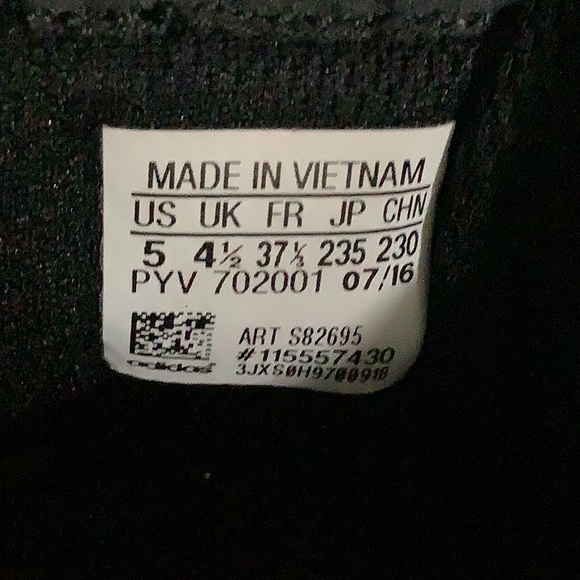 MADE IN VIETNAM
US UK FR JP CHN
5 4½ 37⅓ 235 230
PYV 702001 07/16
ART S82695
#115557430
adidas 3JXS0H9700916